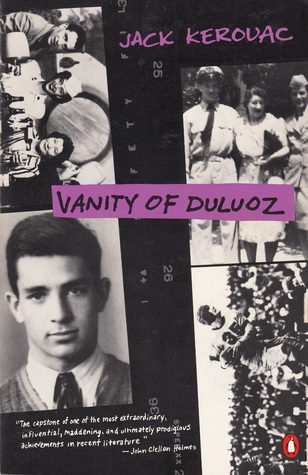 JACK KEROUAC
VANITY OF DULUOZ
25
26
"The capstone of one of the most extraordinary,
influential, maddening, and ultimately prodigious
achievements in recent literature"
— John Clellan Holmes